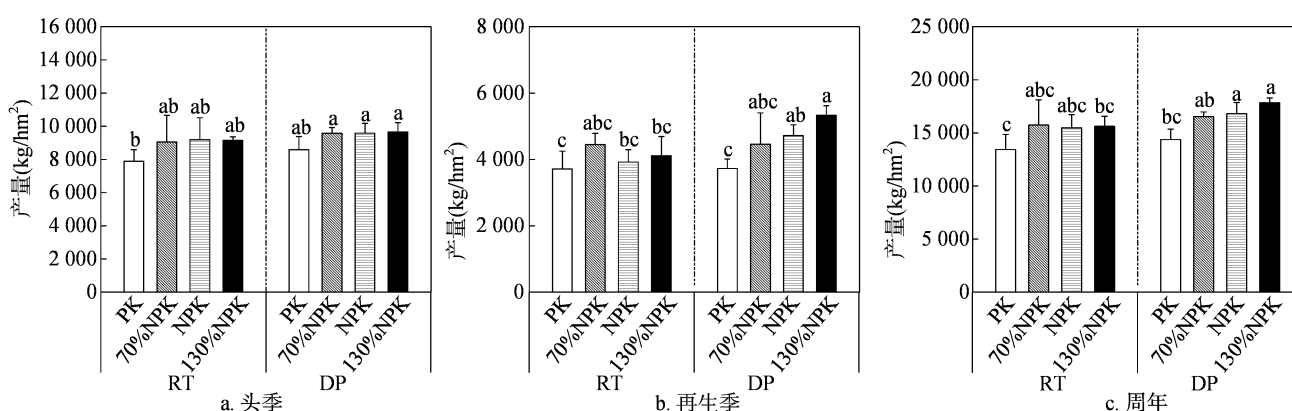 产量(kg/hm²)
16 000
14 000
12 000
10 000
8 000
6 000
4 000
2 000
0
b ab ab ab ab a a a
PK 70%NPK NPK 130%NPK PK 70%NPK NPK 130%NPK
RT DP
a. 头季
产量(kg/hm²)
8 000
6 000
4 000
2 000
0
c abc bc bc c abc ab a
PK 70%NPK NPK 130%NPK PK 70%NPK NPK 130%NPK
RT DP
b. 再生季
产量(kg/hm²)
25 000
20 000
15 000
10 000
5 000
0
c abc abc bc bc ab a a
PK 70%NPK NPK 130%NPK PK 70%NPK NPK 130%NPK
RT DP
c. 周年